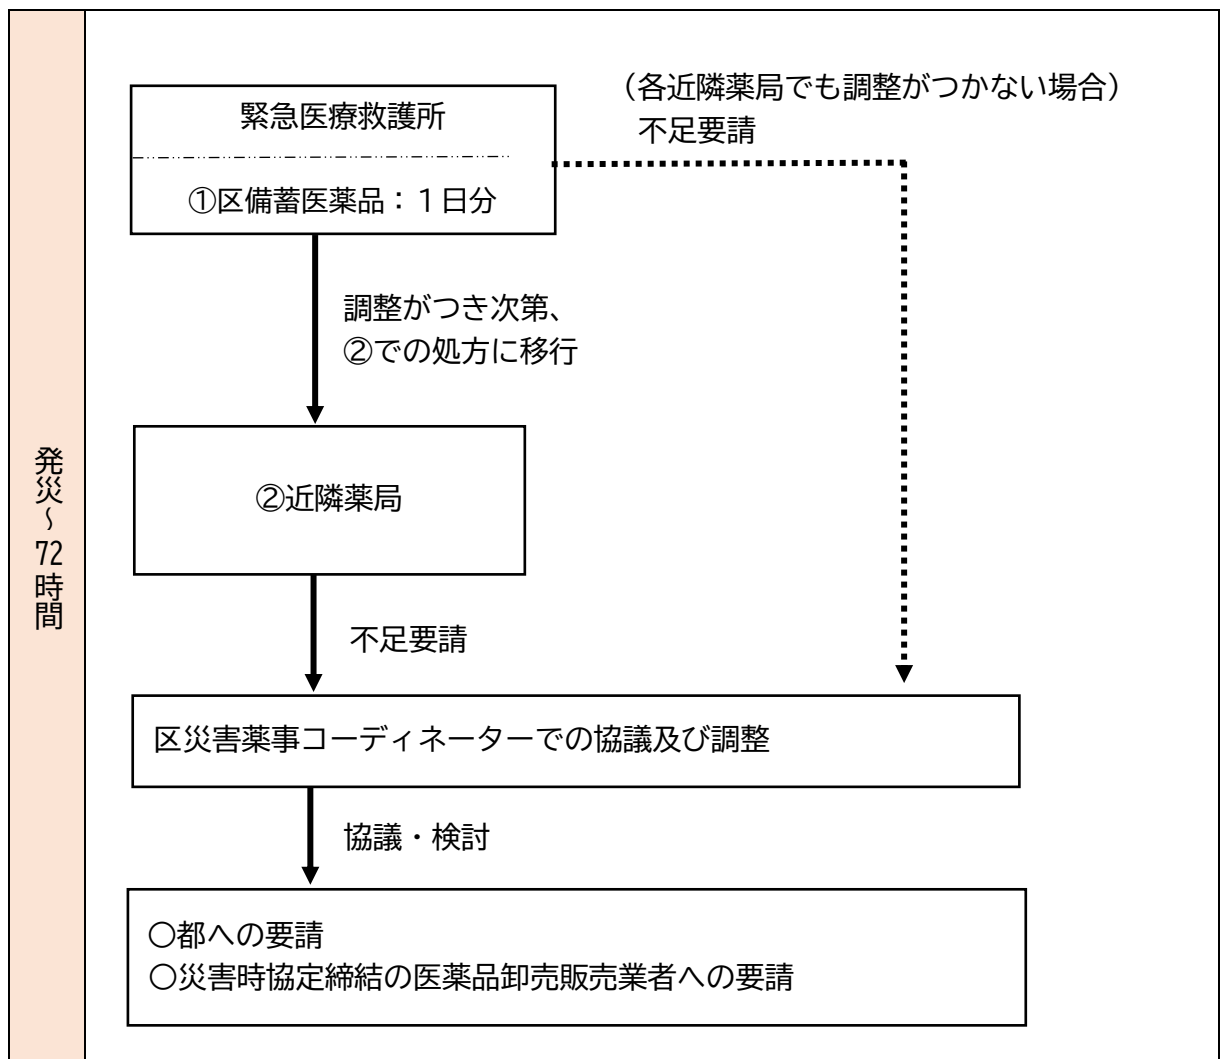 発災～72時間
緊急医療救護所
①区備蓄医薬品：１日分
（各近隣薬局でも調整がつかない場合）
不足要請
調整がつき次第、
②での処方に移行
②近隣薬局
不足要請
区災害薬事コーディネーターでの協議及び調整
協議・検討
○都への要請
○災害時協定締結の医薬品卸売販売業者への要請